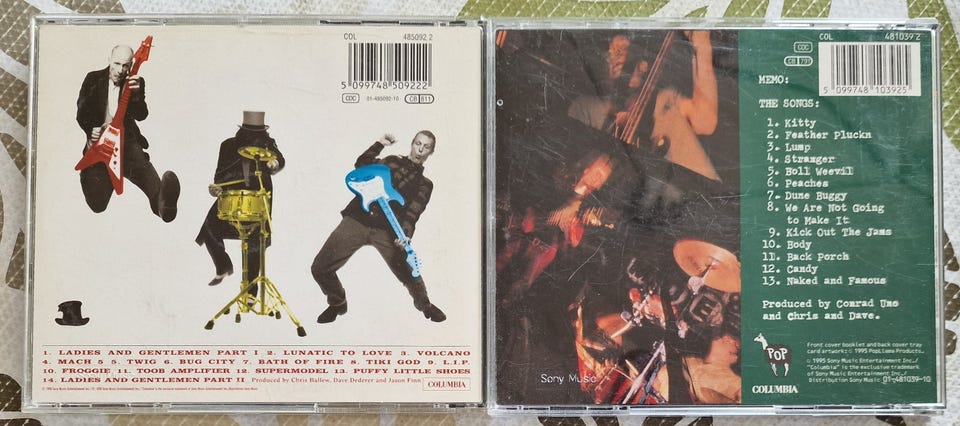 COL 485092 2
5 099748 509222
CDC 01-485092-10 CB 811
1. LADIES AND GENTLEMEN PART I 2. LUNATIC TO LOVE 3. VOLCANO
4. MACH 5 5. TWIG 6. BUG CITY 7. BATH OF FIRE 8. TIKI GOD 9. L.I.P.
10. FROGGIE 11. TOOB AMPLIFIER 12. SUPERMODEL 13. PUFFY LITTLE SHOES
14. LADIES AND GENTLEMEN PART II Produced by Chris Ballew, Dave Dederer and Jason Finn
COLUMBIA
COL 481039 2
CDC
CB 791
5 099748 103925
MEMO:
THE SONGS:
1. Kitty
2. Feather Pluckn
3. Lump
4. Stranger
5. Boll Weevil
6. Peaches
7. Dune Buggy
8. We Are Not Going
to Make It
9. Kick Out The Jams
10. Body
11. Back Porch
12. Candy
13. Naked and Famous
Produced by Conrad Uno
and Chris and Dave.
POP
COLUMBIA
Front cover booklet and back cover tray
card artwork: © 1995 PopLlama Products.
© 1995 Sony Music Entertainment Inc./
"Columbia" is the exclusive trademark
of Sony Music Entertainment Inc./
Distribution Sony Music 01-481039-10
Sony Music